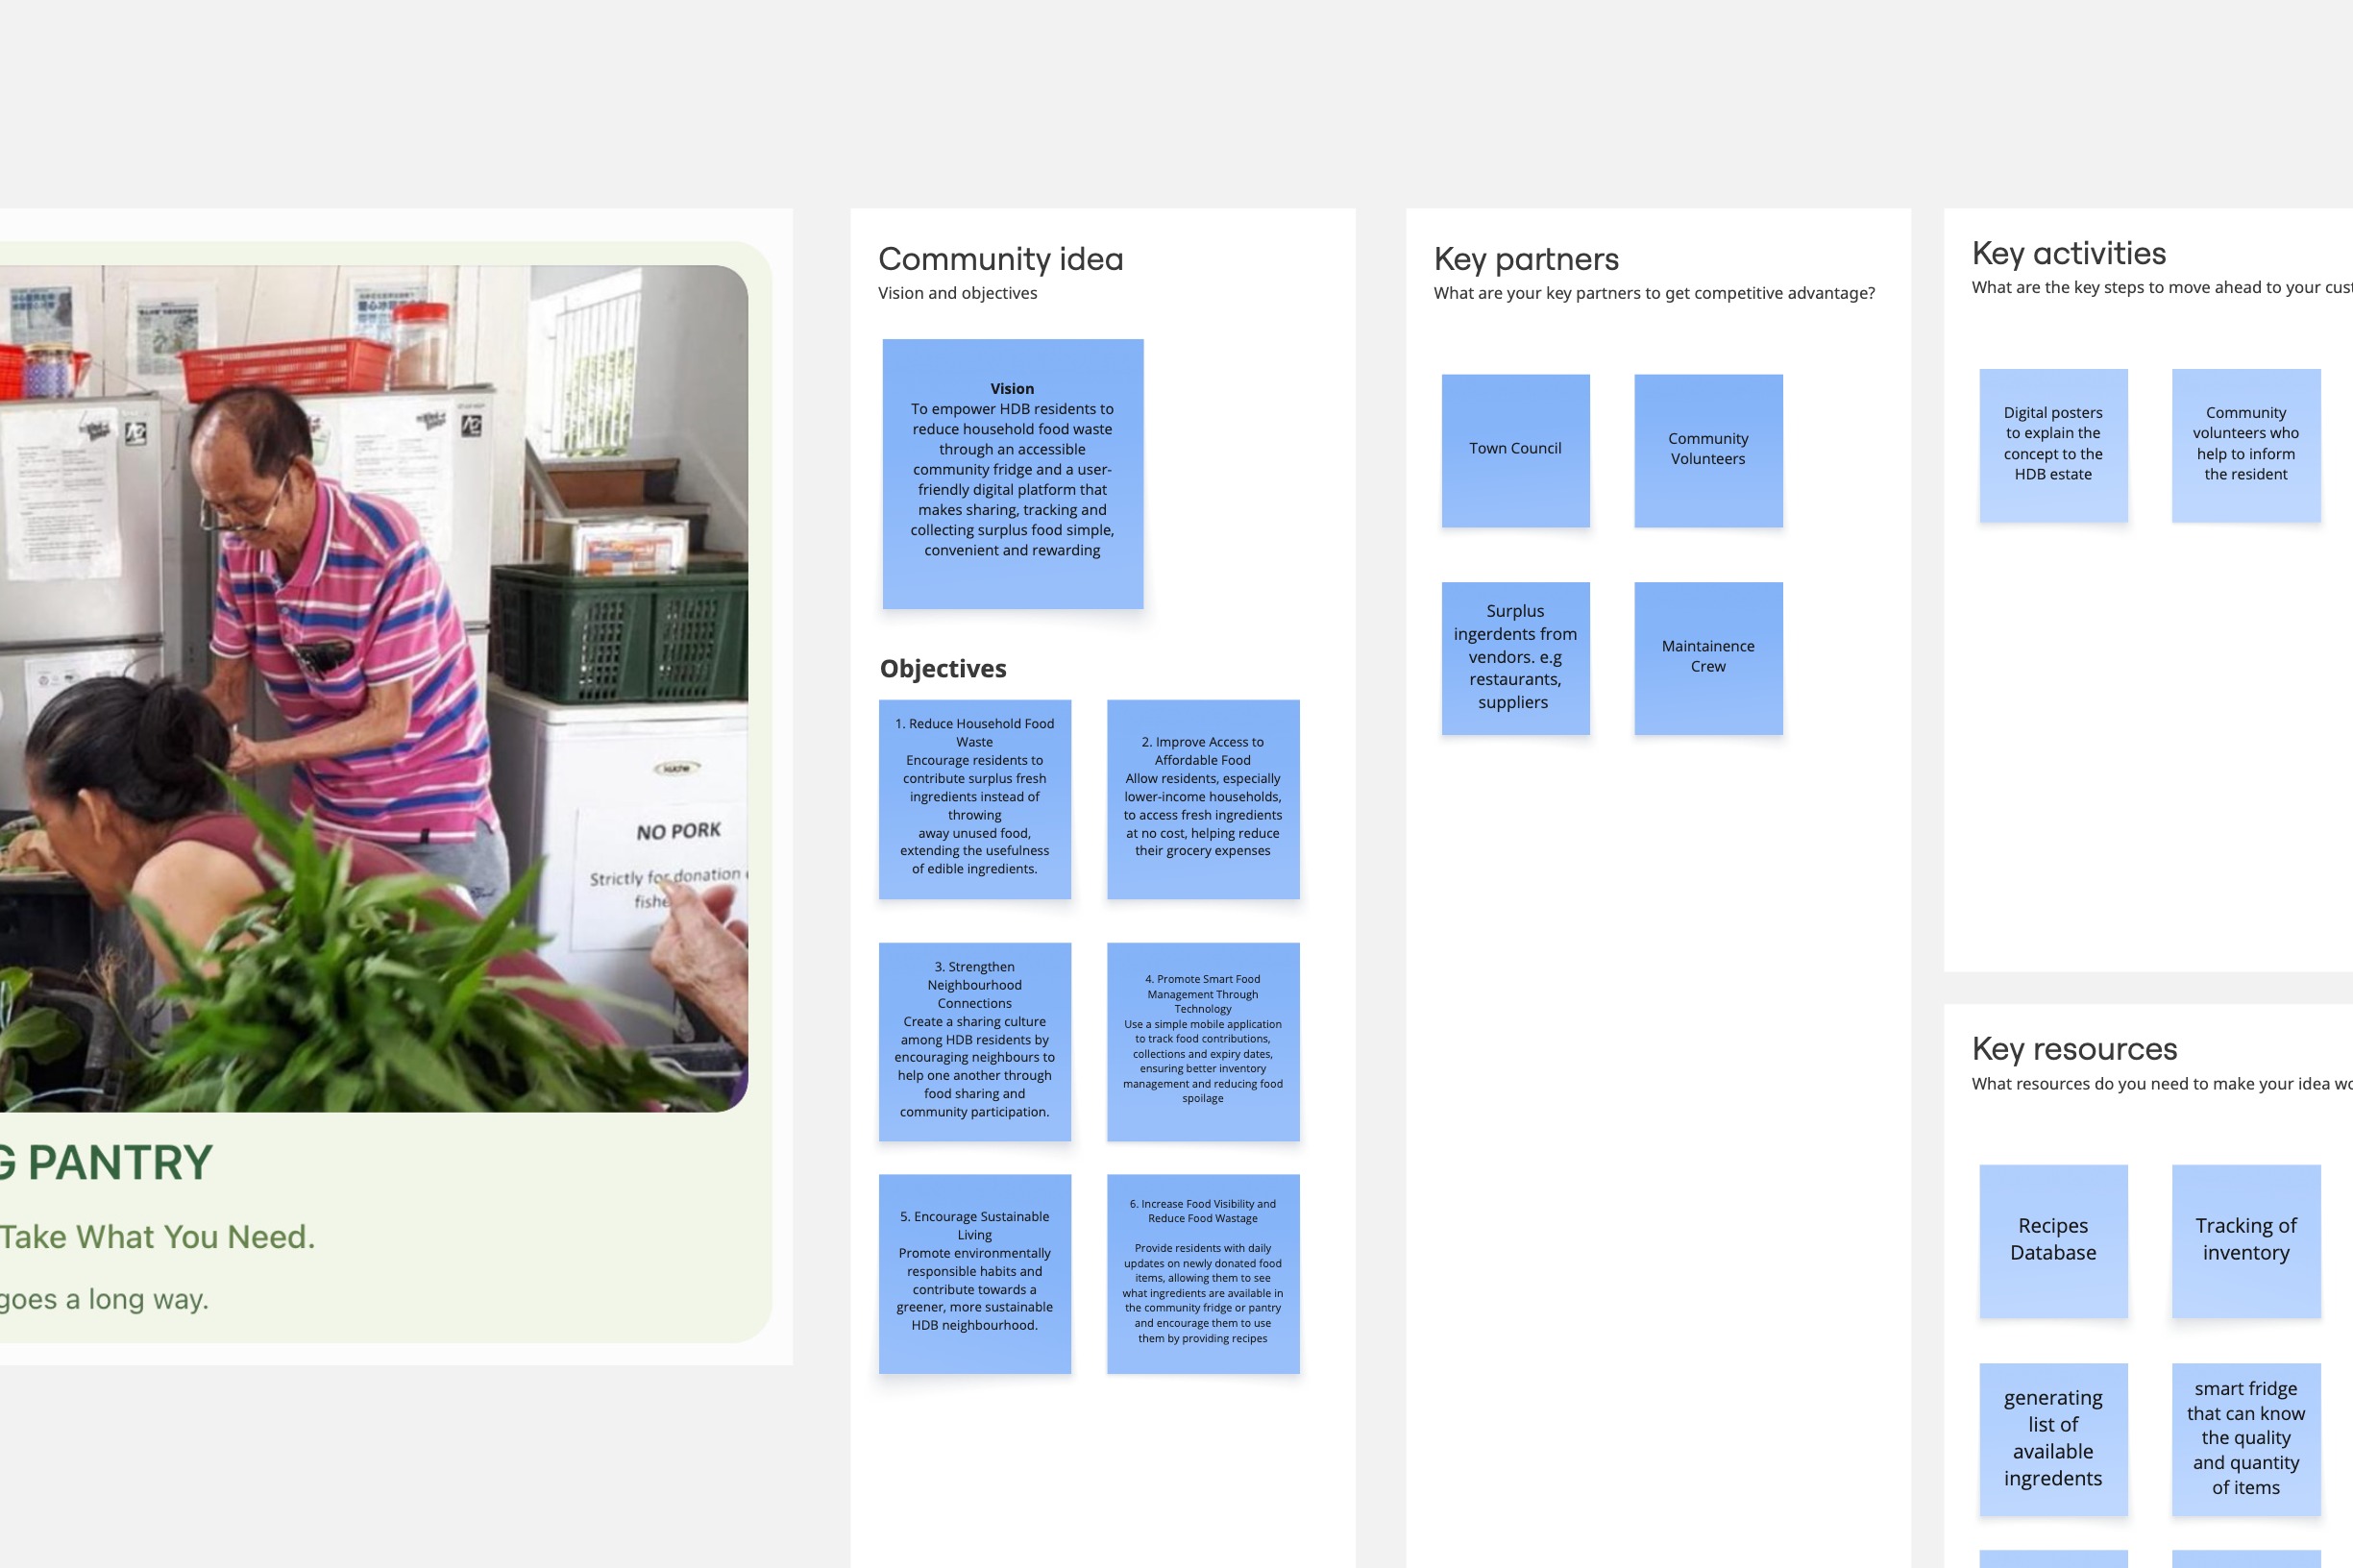 NO PORK
Strictly for donation
G PANTRY
Take What You Need.
goes a long way.
Community idea
Vision and objectives
Vision
To empower HDB residents to
reduce household food waste
through an accessible
community fridge and a user-
friendly digital platform that
makes sharing, tracking and
collecting surplus food simple,
convenient and rewarding
Objectives
1. Reduce Household Food
Waste
Encourage residents to
contribute surplus fresh
ingredients instead of
throwing
away unused food,
extending the usefulness
of edible ingredients.
2. Improve Access to
Affordable Food
Allow residents, especially
lower-income households,
to access fresh ingredients
at no cost, helping reduce
their grocery expenses
3. Strengthen
Neighbourhood
Connections
Create a sharing culture
among HDB residents by
encouraging neighbours to
help one another through
food sharing and
community participation.
4. Promote Smart Food
Management Through
Technology
Use a simple mobile application
to track food contributions,
collections and expiry dates,
ensuring better inventory
management and reducing food
spoilage
5. Encourage Sustainable
Living
Promote environmentally
responsible habits and
contribute towards a
greener, more sustainable
HDB neighbourhood.
6. Increase Food Visibility and
Reduce Food Wastage
Provide residents with daily
updates on newly donated food
items, allowing them to see
what ingredients are available in
the community fridge or pantry
and encourage them to use
them by providing recipes
Key partners
What are your key partners to get competitive advantage?
Town Council
Community
Volunteers
Surplus
ingerdents from
vendors. e.g
restaurants,
suppliers
Maintainence
Crew
Key activities
What are the key steps to move ahead to your cust
Digital posters
to explain the
concept to the
HDB estate
Community
volunteers who
help to inform
the resident
Key resources
What resources do you need to make your idea wo
Recipes
Database
Tracking of
inventory
generating
list of
available
ingredents
smart fridge
that can know
the quality
and quantity
of items